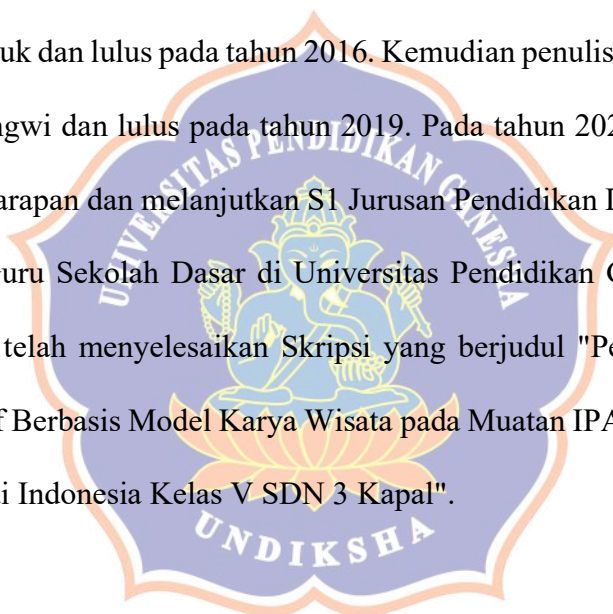 uk dan lulus pada tahun 2016. Kemudian penulis
ngwi dan lulus pada tahun 2019. Pada tahun 202
UNIVERSITAS PENDIDIKAN GANESHA
arapan dan melanjutkan S1 Jurusan Pendidikan
uru Sekolah Dasar di Universitas Pendidikan
telah menyelesaikan Skripsi yang berjudul "Pe
f Berbasis Model Karya Wisata pada Muatan IPA
di Indonesia Kelas V SDN 3 Kapal".
UNDIKSHA